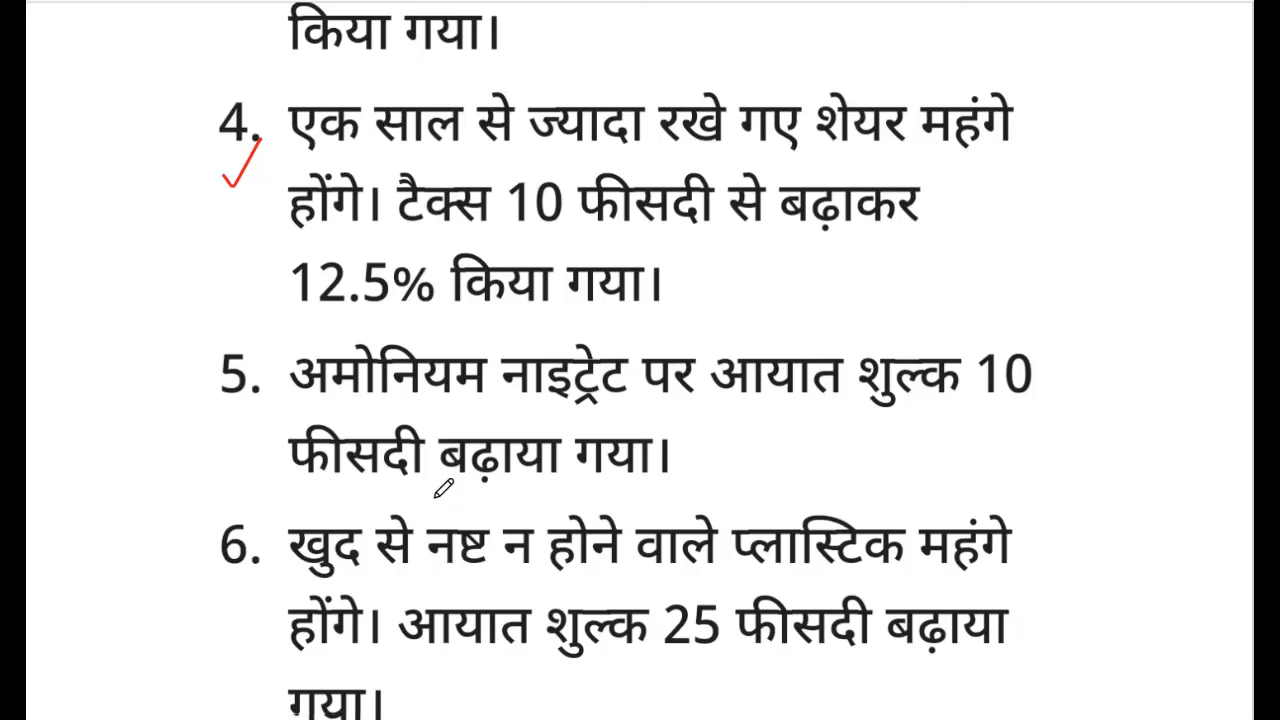 किया गया।
4. एक साल से ज्यादा रखे गए शेयर महंगे
होंगे। टैक्स 10 फीसदी से बढ़ाकर
12.5% किया गया।
5. अमोनियम नाइट्रेट पर आयात शुल्क 10
फीसदी बढ़ाया गया।
6. खुद से नष्ट न होने वाले प्लास्टिक महंगे
होंगे। आयात शुल्क 25 फीसदी बढ़ाया
गया।